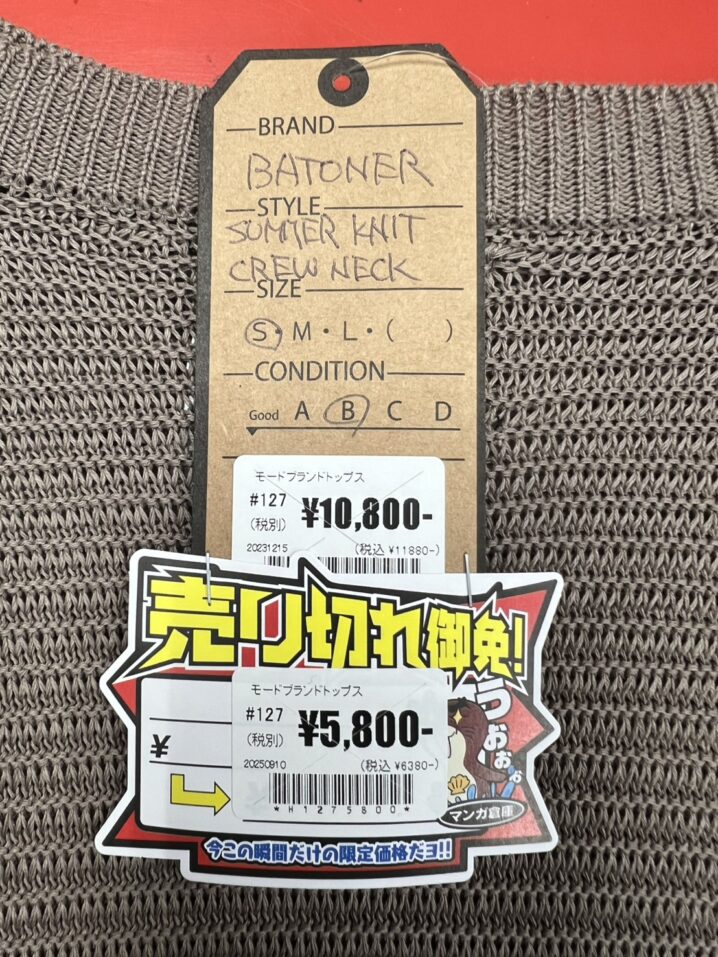 BRAND
BATONER
STYLE
SUMMER KNIT
CREW NECK
SIZE
S・M・L・( )
CONDITION
Good A B C D
モードブランドトップス
#127
(税別) ¥10,800-
20231215 (税込 ¥11880-)
売り切れ御免!
モードブランドトップス
#127
(税別) ¥5,800-
¥
20250910 (税込 ¥6380-)
*H1275800*
うぉぉぉ
マンガ倉庫
今この瞬間だけの限定価格だヨ!!